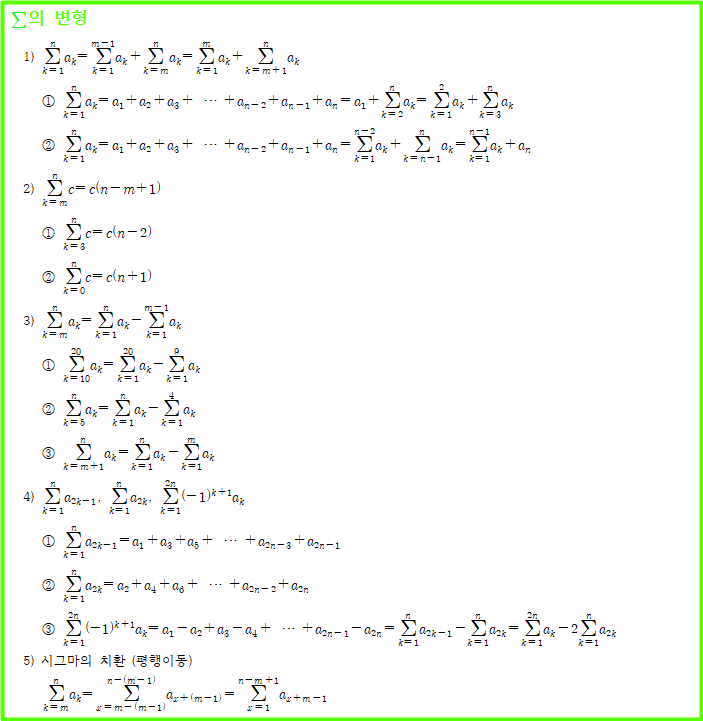 ∑의 변형
1) \sum_{k=1}^{n} a_k = \sum_{k=1}^{m-1} a_k + \sum_{k=m}^{n} a_k = \sum_{k=1}^{m} a_k + \sum_{k=m+1}^{n} a_k
① \sum_{k=1}^{n} a_k = a_1 + a_2 + a_3 + ⋯ + a_{n-2} + a_{n-1} + a_n = a_1 + \sum_{k=2}^{n} a_k = \sum_{k=1}^{2} a_k + \sum_{k=3}^{n} a_k
② \sum_{k=1}^{n} a_k = a_1 + a_2 + a_3 + ⋯ + a_{n-2} + a_{n-1} + a_n = \sum_{k=1}^{n-2} a_k + \sum_{k=n-1}^{n} a_k = \sum_{k=1}^{n-1} a_k + a_n
2) \sum_{k=m}^{n} c = c(n-m+1)
① \sum_{k=3}^{n} c = c(n-2)
② \sum_{k=0}^{n} c = c(n+1)
3) \sum_{k=m}^{n} a_k = \sum_{k=1}^{n} a_k - \sum_{k=1}^{m-1} a_k
① \sum_{k=10}^{20} a_k = \sum_{k=1}^{20} a_k - \sum_{k=1}^{9} a_k
② \sum_{k=5}^{n} a_k = \sum_{k=1}^{n} a_k - \sum_{k=1}^{4} a_k
③ \sum_{k=m+1}^{n} a_k = \sum_{k=1}^{n} a_k - \sum_{k=1}^{m} a_k
4) \sum_{k=1}^{n} a_{2k-1}, \sum_{k=1}^{n} a_{2k}, \sum_{k=1}^{2n} (-1)^{k+1} a_k
① \sum_{k=1}^{n} a_{2k-1} = a_1 + a_3 + a_5 + ⋯ + a_{2n-3} + a_{2n-1}
② \sum_{k=1}^{n} a_{2k} = a_2 + a_4 + a_6 + ⋯ + a_{2n-2} + a_{2n}
③ \sum_{k=1}^{2n} (-1)^{k+1} a_k = a_1 - a_2 + a_3 - a_4 + ⋯ + a_{2n-1} - a_{2n} = \sum_{k=1}^{n} a_{2k-1} - \sum_{k=1}^{n} a_{2k} = \sum_{k=1}^{2n} a_k - 2\sum_{k=1}^{n} a_{2k}
5) 시그마의 치환 (평행이동)
\sum_{k=m}^{n} a_k = \sum_{x=m-(m-1)}^{n-(m-1)} a_{x+(m-1)} = \sum_{x=1}^{n-m+1} a_{x+m-1}